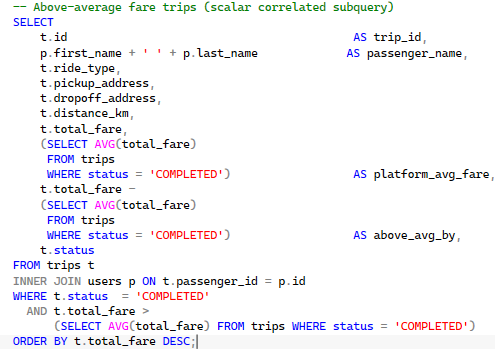 -- Above-average fare trips (scalar correlated subquery)
SELECT
    t.id                                         AS trip_id,
    p.first_name + ' ' + p.last_name             AS passenger_name,
    t.ride_type,
    t.pickup_address,
    t.dropoff_address,
    t.distance_km,
    t.total_fare,
    (SELECT AVG(total_fare)
     FROM trips
     WHERE status = 'COMPLETED')                  AS platform_avg_fare,
    t.total_fare -
    (SELECT AVG(total_fare)
     FROM trips
     WHERE status = 'COMPLETED')                  AS above_avg_by,
    t.status
FROM trips t
INNER JOIN users p ON t.passenger_id = p.id
WHERE t.status  = 'COMPLETED'
  AND t.total_fare >
      (SELECT AVG(total_fare) FROM trips WHERE status = 'COMPLETED')
ORDER BY t.total_fare DESC;